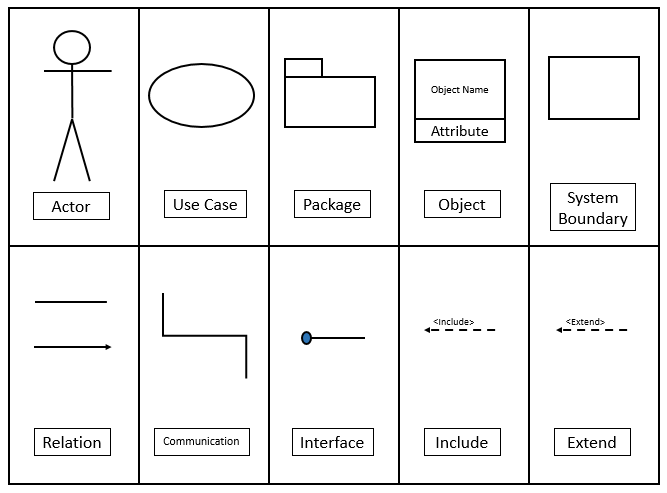 Object Name
Attribute
Actor
Use Case
Package
Object
System
Boundary
<Include>
<Extend>
Relation
Communication
Interface
Include
Extend